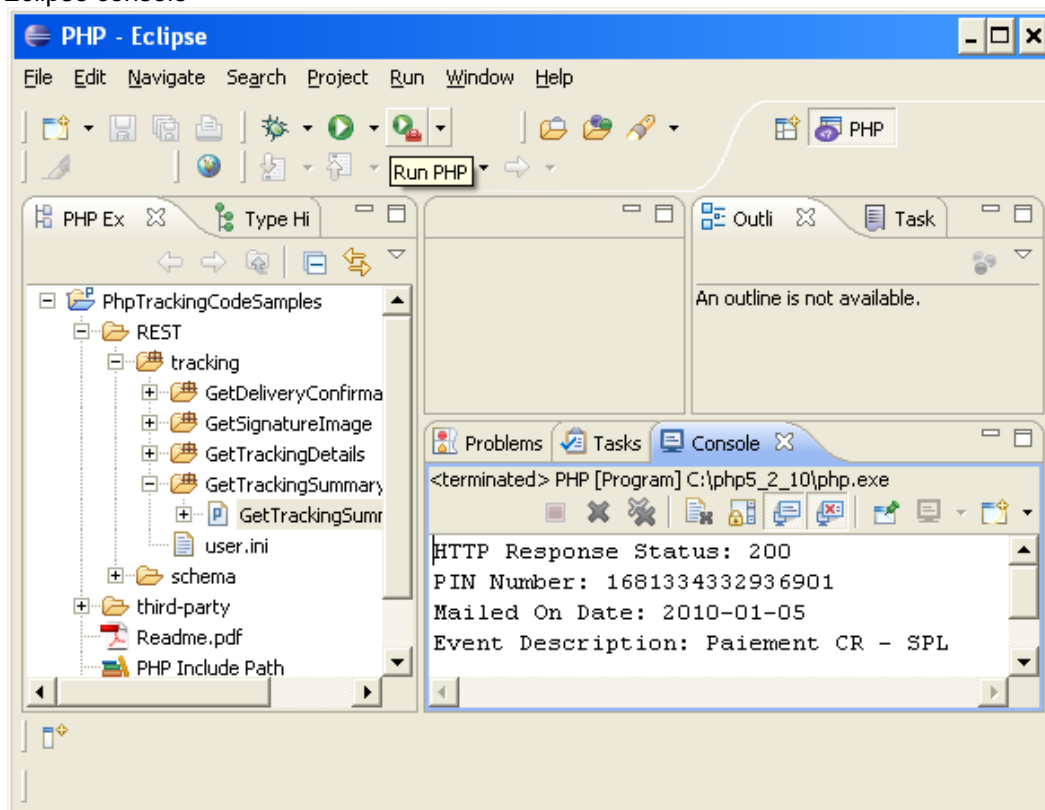 PHP - Eclipse
File Edit Navigate Search Project Run Window Help
PHP
Run PHP
PHP Ex Type Hi
Outli Task
An outline is not available.
PhpTrackingCodeSamples
REST
tracking
GetDeliveryConfirma
GetSignatureImage
GetTrackingDetails
GetTrackingSummary
GetTrackingSumr
user.ini
schema
third-party
Readme.pdf
PHP Include Path
Problems Tasks Console
<terminated> PHP [Program] C:\php5_2_10\php.exe
HTTP Response Status: 200
PIN Number: 1681334332936901
Mailed On Date: 2010-01-05
Event Description: Paiement CR - SPL